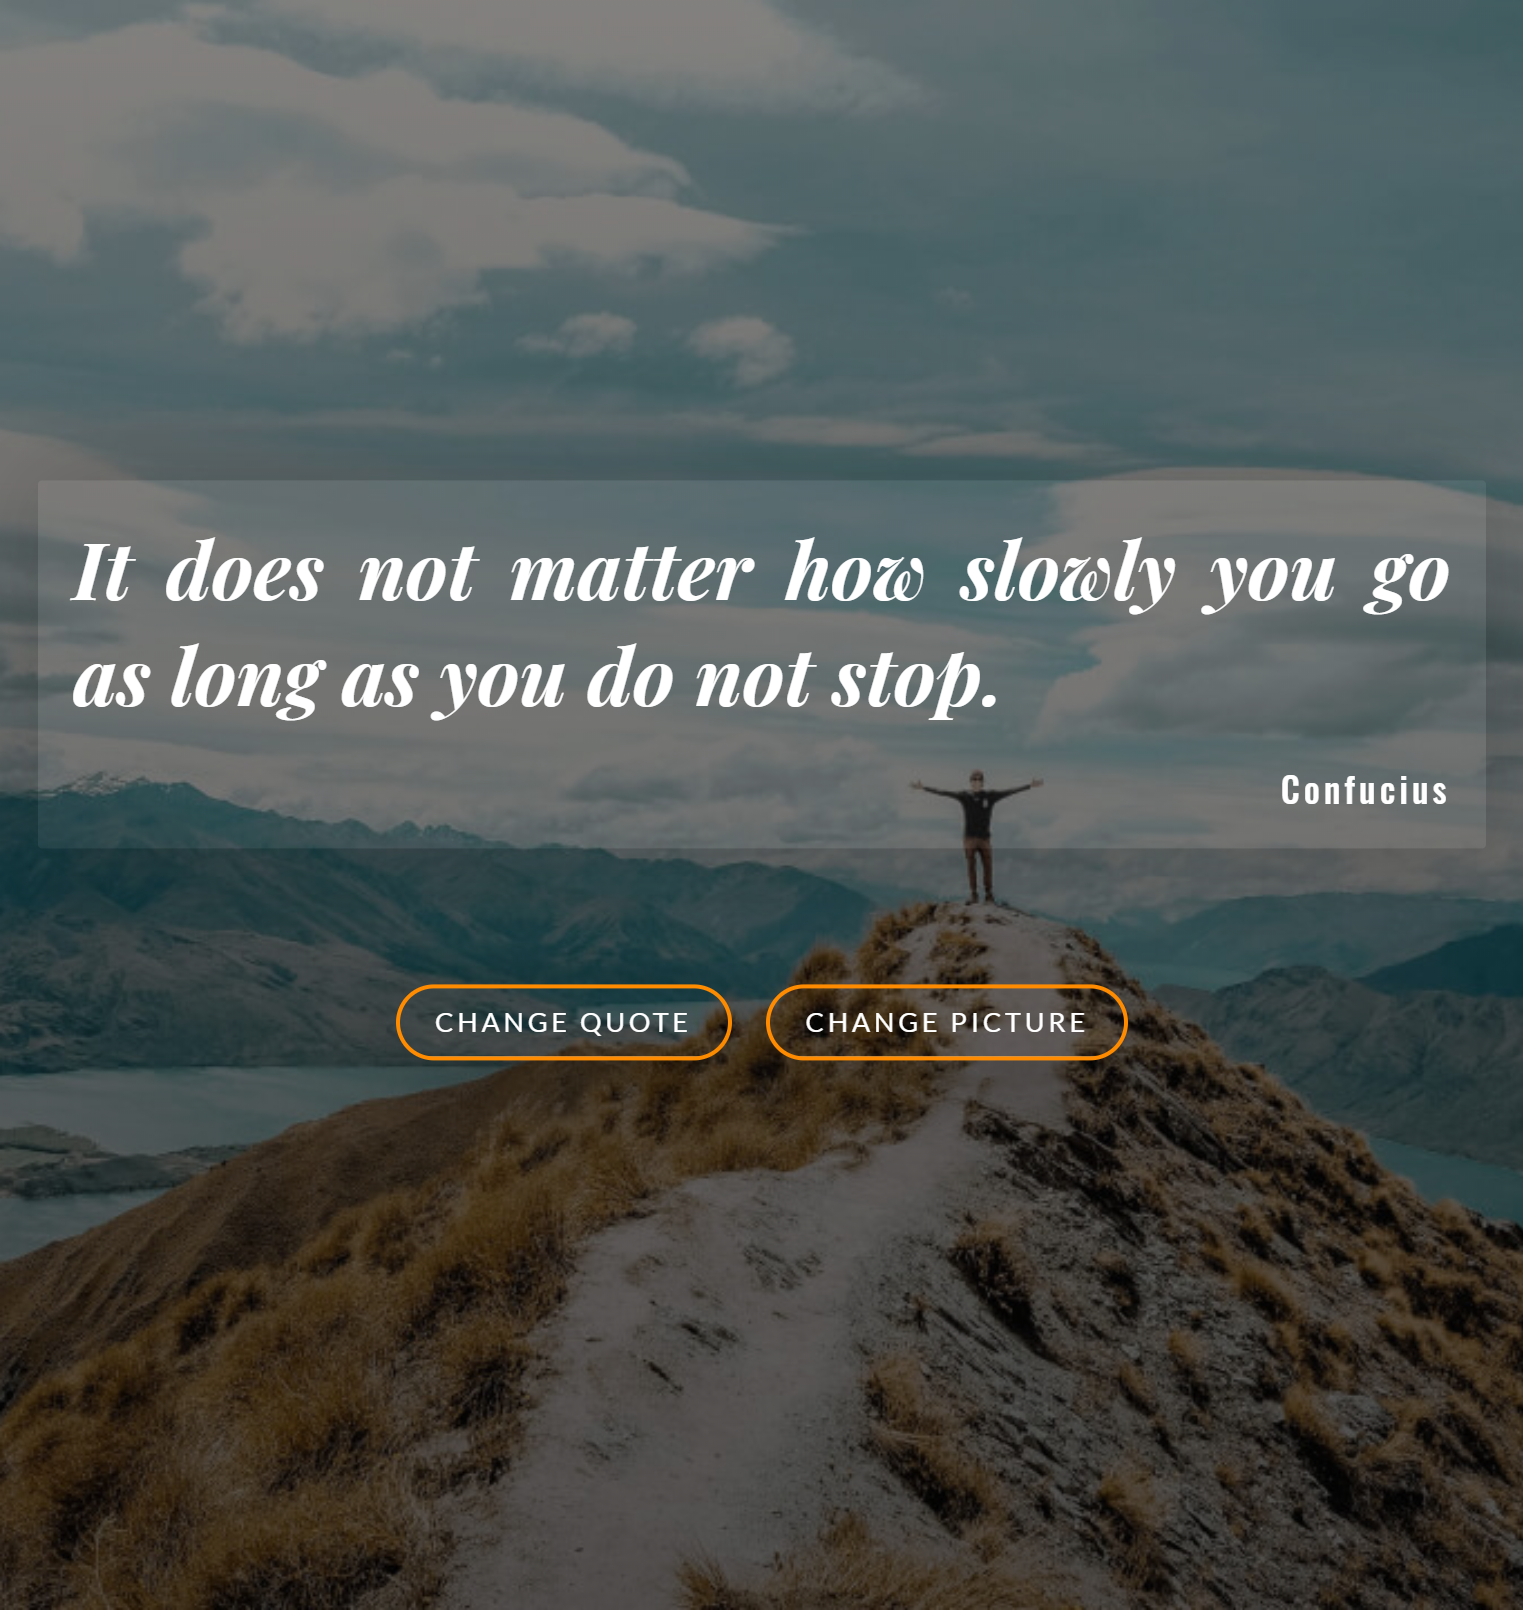 It does not matter how slowly you go
as long as you do not stop.
Confucius
CHANGE QUOTE
CHANGE PICTURE